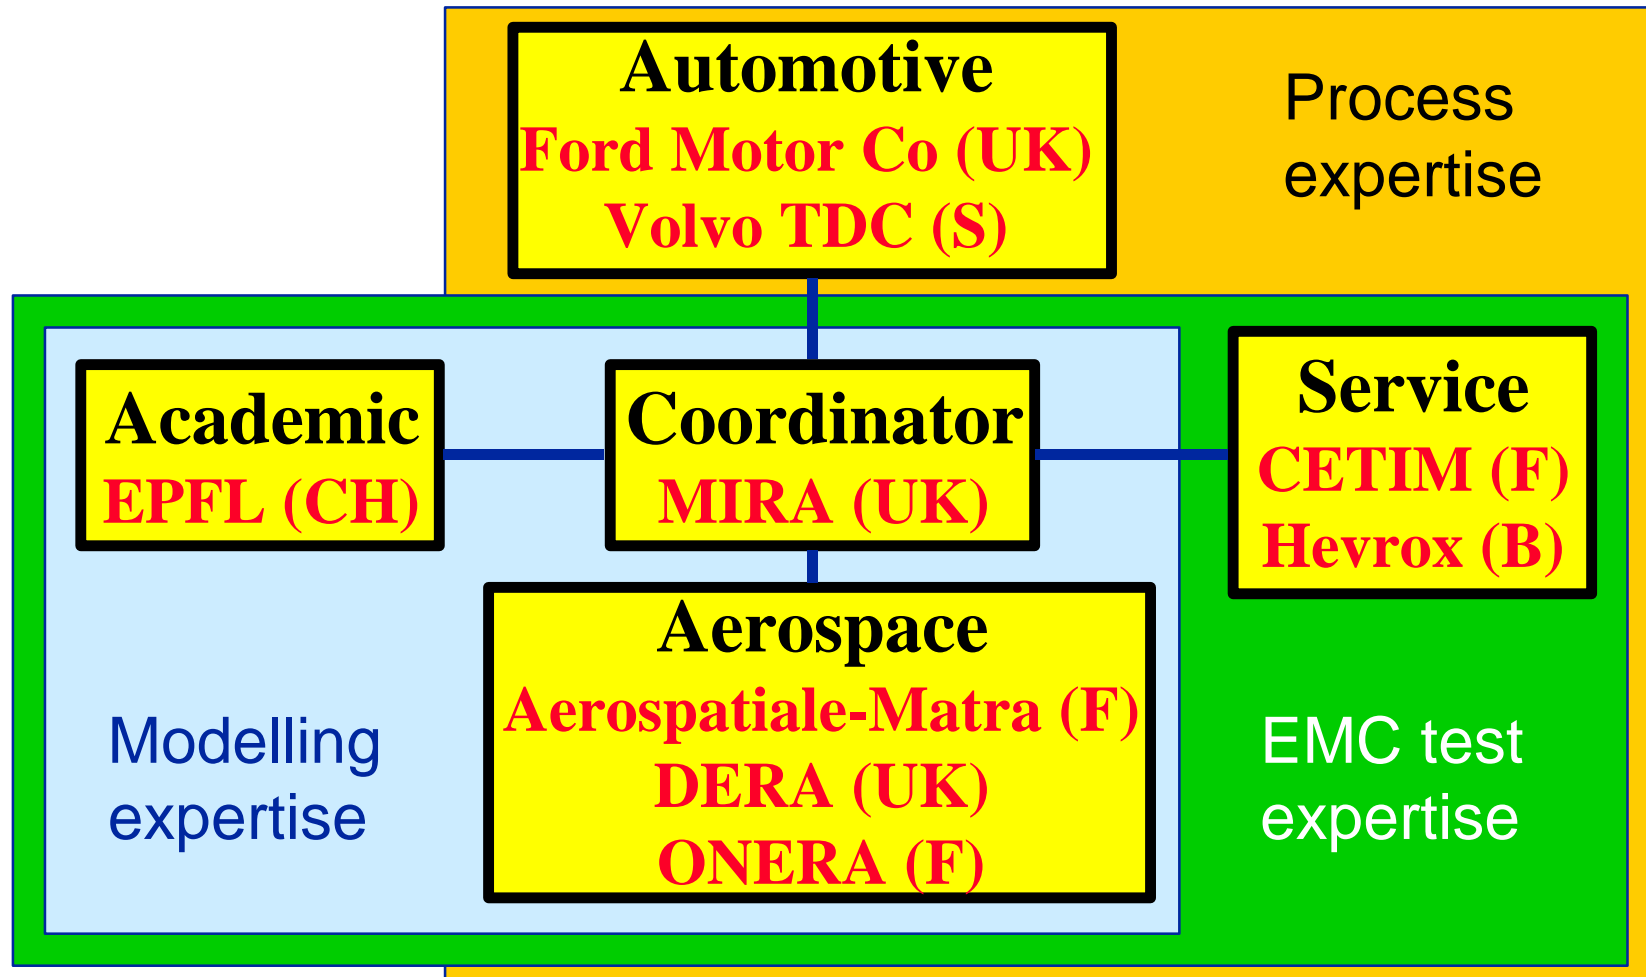 Automotive
Ford Motor Co (UK)
Volvo TDC (S)
Process
expertise
Academic
EPFL (CH)
Coordinator
MIRA (UK)
Service
CETIM (F)
Hevrox (B)
Aerospace
Aerospatiale-Matra (F)
DERA (UK)
ONERA (F)
Modelling
expertise
EMC test
expertise